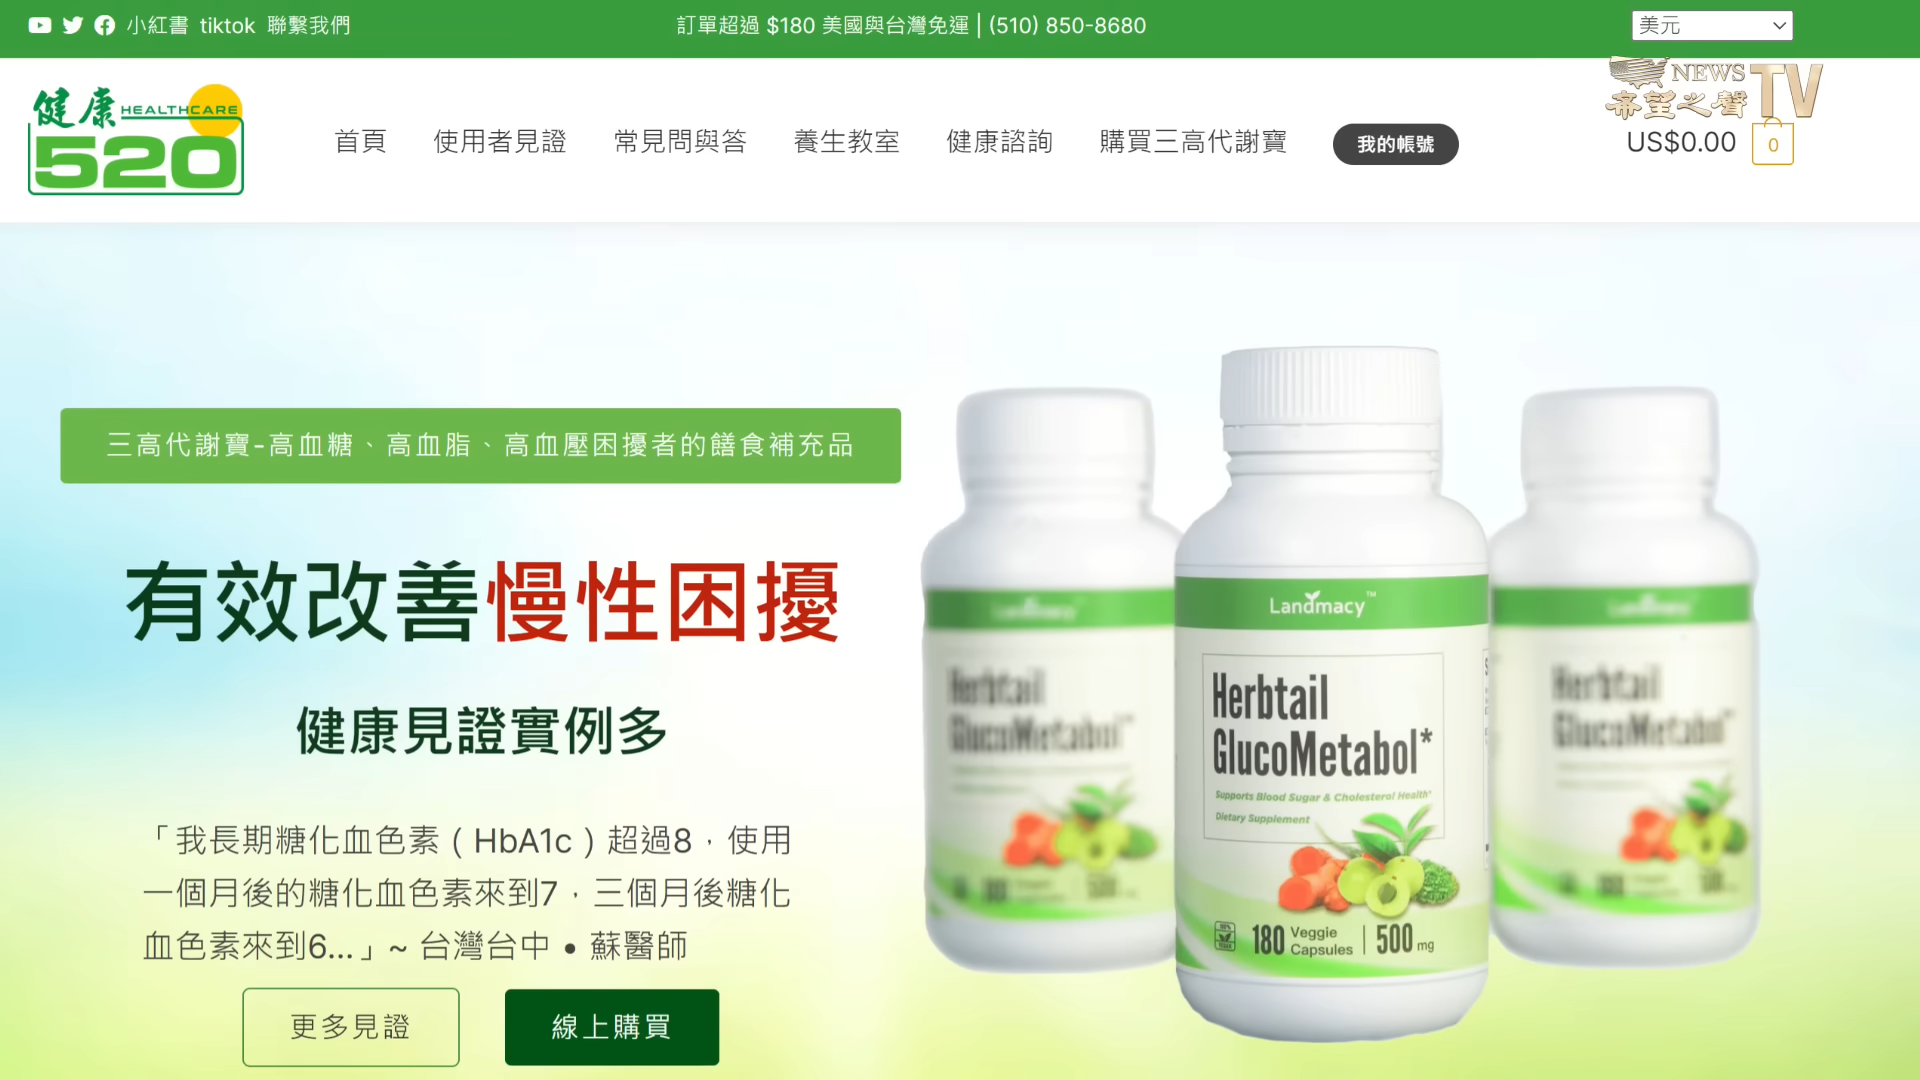 小紅書 tiktok 聯繫我們
訂單超過 $180 美國與台灣免運 | (510) 850-8680
美元
NEWS TV
希望之聲
健康 HEALTHCARE
520
首頁 使用者見證 常見問與答 養生教室 健康諮詢 購買三高代謝寶 我的帳號
US$0.00 0
三高代謝寶-高血糖、高血脂、高血壓困擾者的饍食補充品
有效改善慢性困擾
健康見證實例多
「我長期糖化血色素(HbA1c)超過8，使用
一個月後的糖化血色素來到7，三個月後糖化
血色素來到6...」~ 台灣台中 • 蘇醫師
更多見證 線上購買
Landmacy™
Herbtail
GlucoMetabol*
Supports Blood Sugar & Cholesterol Health*
Dietary Supplement
180 Veggie Capsules | 500 mg
Landmacy
Herbtail
GlucoMetabol
Landmacy
Herbtail
GlucoMetabol